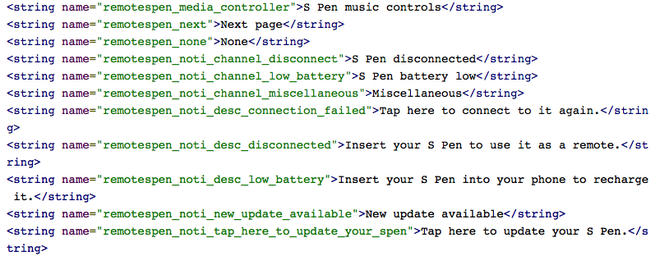 <string name="remotespen_media_controller">S Pen music controls</string>
<string name="remotespen_next">Next page</string>
<string name="remotespen_none">None</string>
<string name="remotespen_noti_channel_disconnect">S Pen disconnected</string>
<string name="remotespen_noti_channel_low_battery">S Pen battery low</string>
<string name="remotespen_noti_channel_miscellaneous">Miscellaneous</string>
<string name="remotespen_noti_desc_connection_failed">Tap here to connect to it again.</strin
g>
<string name="remotespen_noti_desc_disconnected">Insert your S Pen to use it as a remote.</st
ring>
<string name="remotespen_noti_desc_low_battery">Insert your S Pen into your phone to recharge
it.</string>
<string name="remotespen_noti_new_update_available">New update available</string>
<string name="remotespen_noti_tap_here_to_update_your_spen">Tap here to update your S Pen.</s
tring>